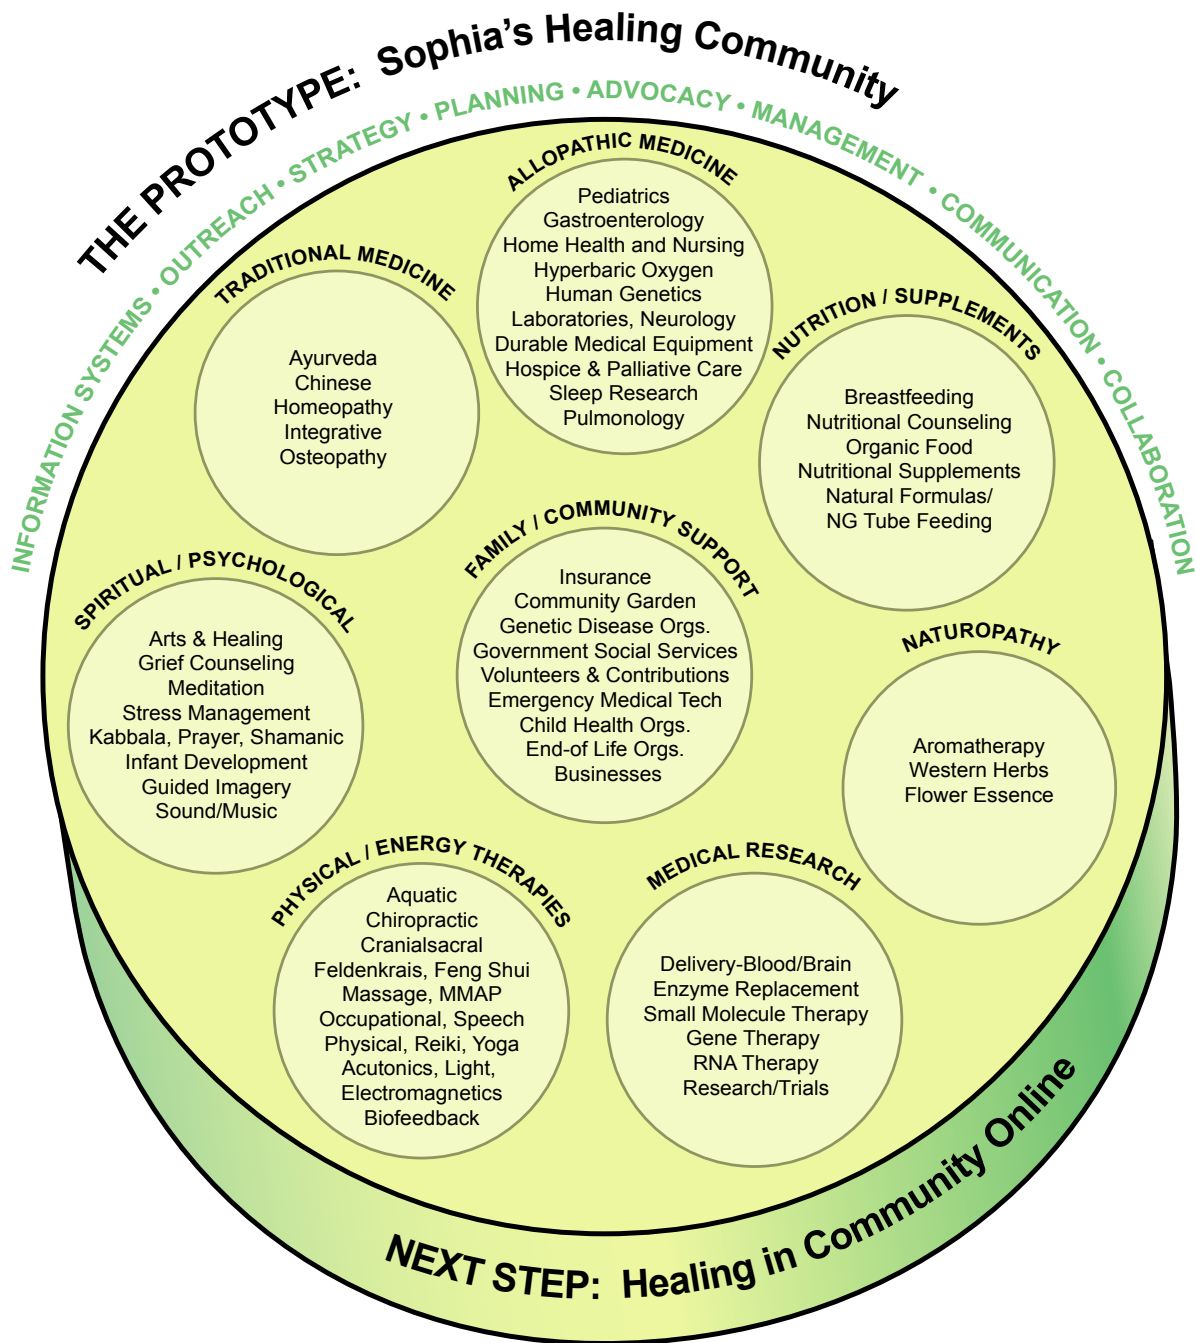 THE PROTOTYPE: Sophia's Healing Community
INFORMATION SYSTEMS • OUTREACH • STRATEGY • PLANNING • ADVOCACY • MANAGEMENT • COMMUNICATION • COLLABORATION
ALLOPATHIC MEDICINE
Pediatrics
Gastroenterology
Home Health and Nursing
Hyperbaric Oxygen
Human Genetics
Laboratories, Neurology
Durable Medical Equipment
Hospice & Palliative Care
Sleep Research
Pulmonology
TRADITIONAL MEDICINE
Ayurveda
Chinese
Homeopathy
Integrative
Osteopathy
NUTRITION / SUPPLEMENTS
Breastfeeding
Nutritional Counseling
Organic Food
Nutritional Supplements
Natural Formulas/
NG Tube Feeding
FAMILY / COMMUNITY SUPPORT
Insurance
Community Garden
Genetic Disease Orgs.
Government Social Services
Volunteers & Contributions
Emergency Medical Tech
Child Health Orgs.
End-of Life Orgs.
Businesses
SPIRITUAL / PSYCHOLOGICAL
Arts & Healing
Grief Counseling
Meditation
Stress Management
Kabbala, Prayer, Shamanic
Infant Development
Guided Imagery
Sound/Music
NATUROPATHY
Aromatherapy
Western Herbs
Flower Essence
PHYSICAL / ENERGY THERAPIES
Aquatic
Chiropractic
Cranialsacral
Feldenkrais, Feng Shui
Massage, MMAP
Occupational, Speech
Physical, Reiki, Yoga
Acutonics, Light,
Electromagnetics
Biofeedback
MEDICAL RESEARCH
Delivery-Blood/Brain
Enzyme Replacement
Small Molecule Therapy
Gene Therapy
RNA Therapy
Research/Trials
NEXT STEP: Healing in Community Online